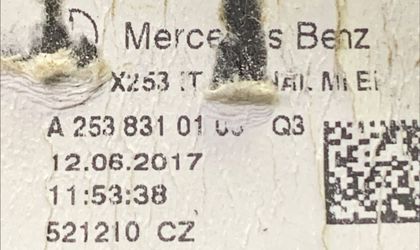 Benz
X253
A 253 831 01 Q3
12.06.2017
11:53:38
521210 CZ